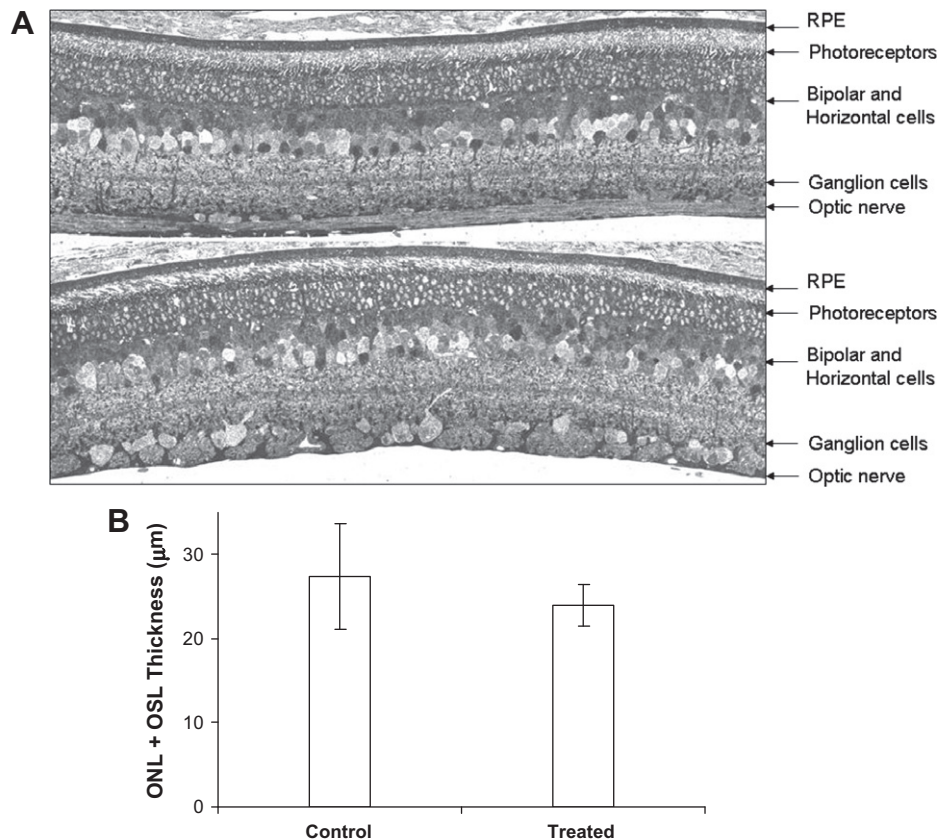 A
RPE
Photoreceptors
Bipolar and
Horizontal cells
Ganglion cells
Optic nerve
RPE
Photoreceptors
Bipolar and
Horizontal cells
Ganglion cells
Optic nerve
B
ONL + OSL Thickness (μm)
30
20
10
0
Control
Treated